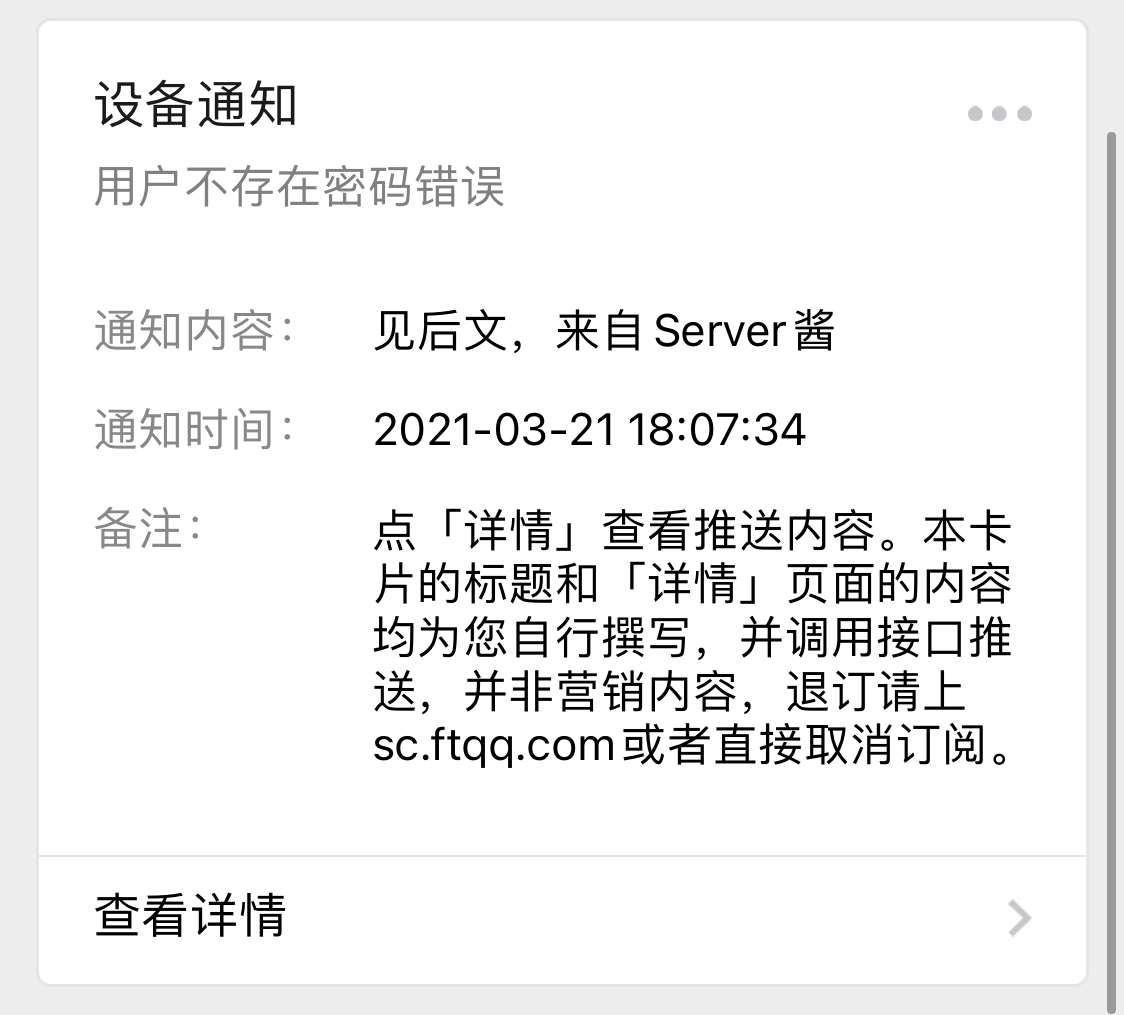 设备通知
用户不存在密码错误
通知内容： 见后文，来自Server酱
通知时间： 2021-03-21 18:07:34
备注： 点「详情」查看推送内容。本卡
片的标题和「详情」页面的内容
均为您自行撰写，并调用接口推
送，并非营销内容，退订请上
sc.ftqq.com或者直接取消订阅。
查看详情